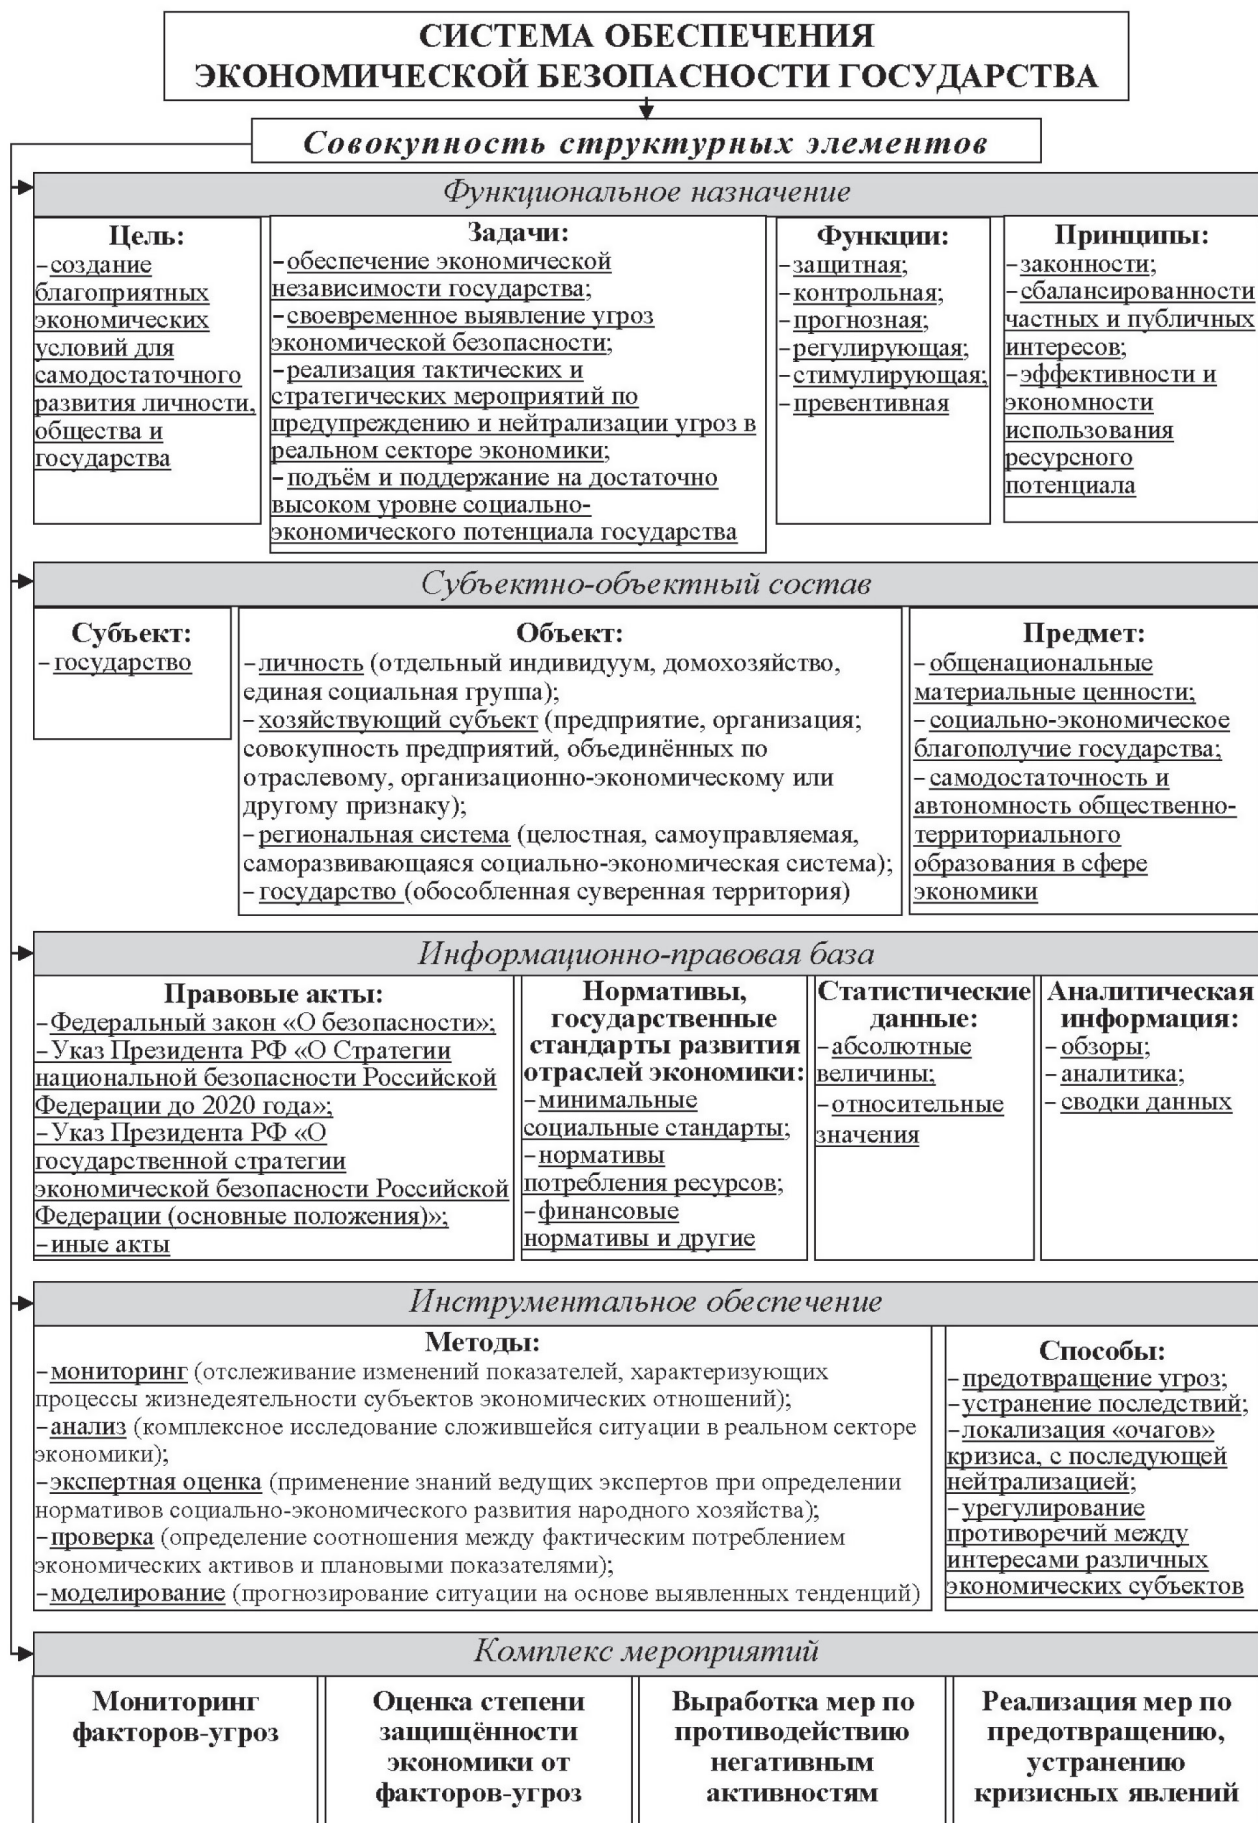 СИСТЕМА ОБЕСПЕЧЕНИЯ
ЭКОНОМИЧЕСКОЙ БЕЗОПАСНОСТИ ГОСУДАРСТВА
Совокупность структурных элементов
Функциональное назначение
Цель:
–создание
благоприятных
экономических
условий для
самодостаточного
развития личности,
общества и
государства
Задачи:
–обеспечение экономической
независимости государства;
–своевременное выявление угроз
экономической безопасности;
–реализация тактических и
стратегических мероприятий по
предупреждению и нейтрализации угроз в
реальном секторе экономики;
–подъём и поддержание на достаточно
высоком уровне социально-
экономического потенциала государства
Функции:
–защитная;
–контрольная;
–прогнозная;
–регулирующая;
–стимулирующая;
–превентивная
Принципы:
–законности;
–сбалансированности
частных и публичных
интересов;
–эффективности и
экономности
использования
ресурсного
потенциала
Субъектно-объектный состав
Субъект:
–государство
Объект:
–личность (отдельный индивидуум, домохозяйство,
единая социальная группа);
–хозяйствующий субъект (предприятие, организация;
совокупность предприятий, объединённых по
отраслевому, организационно-экономическому или
другому признаку);
–региональная система (целостная, самоуправляемая,
саморазвивающаяся социально-экономическая система);
–государство (обособленная суверенная территория)
Предмет:
–общенациональные
материальные ценности;
–социально-экономическое
благополучие государства;
–самодостаточность и
автономность общественно-
территориального
образования в сфере
экономики
Информационно-правовая база
Правовые акты:
–Федеральный закон «О безопасности»;
–Указ Президента РФ «О Стратегии
национальной безопасности Российской
Федерации до 2020 года»;
–Указ Президента РФ «О
государственной стратегии
экономической безопасности Российской
Федерации (основные положения)»;
–иные акты
Нормативы,
государственные
стандарты развития
отраслей экономики:
–минимальные
социальные стандарты;
–нормативы
потребления ресурсов;
–финансовые
нормативы и другие
Статистические
данные:
–абсолютные
величины;
–относительные
значения
Аналитическая
информация:
–обзоры;
–аналитика;
–сводки данных
Инструментальное обеспечение
Методы:
–мониторинг (отслеживание изменений показателей, характеризующих
процессы жизнедеятельности субъектов экономических отношений);
–анализ (комплексное исследование сложившейся ситуации в реальном секторе
экономики);
–экспертная оценка (применение знаний ведущих экспертов при определении
нормативов социально-экономического развития народного хозяйства);
–проверка (определение соотношения между фактическим потреблением
экономических активов и плановыми показателями);
–моделирование (прогнозирование ситуации на основе выявленных тенденций)
Способы:
–предотвращение угроз;
–устранение последствий;
–локализация «очагов»
кризиса, с последующей
нейтрализацией;
–урегулирование
противоречий между
интересами различных
экономических субъектов
Комплекс мероприятий
Мониторинг
факторов-угроз
Оценка степени
защищённости
экономики от
факторов-угроз
Выработка мер по
противодействию
негативным
активностям
Реализация мер по
предотвращению,
устранению
кризисных явлений